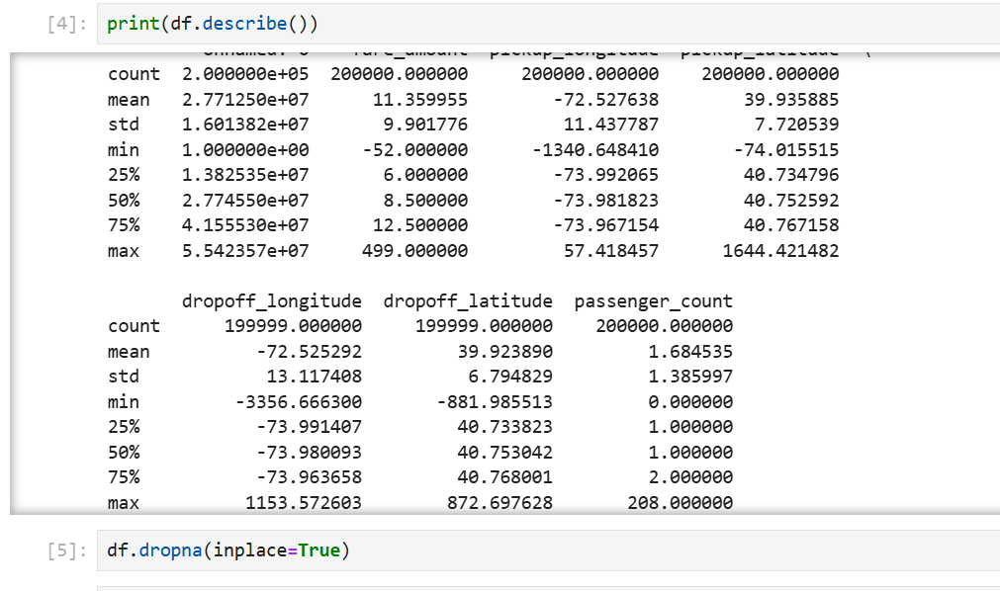 [4]: print(df.describe())
count 2.000000e+05 200000.000000 200000.000000 200000.000000
mean 2.771250e+07 11.359955 -72.527638 39.935885
std 1.601382e+07 9.901776 11.437787 7.720539
min 1.000000e+00 -52.000000 -1340.648410 -74.015515
25% 1.382535e+07 6.000000 -73.992065 40.734796
50% 2.774550e+07 8.500000 -73.981823 40.752592
75% 4.155530e+07 12.500000 -73.967154 40.767158
max 5.542357e+07 499.000000 57.418457 1644.421482
dropoff_longitude dropoff_latitude passenger_count
count 199999.000000 199999.000000 200000.000000
mean -72.525292 39.923890 1.684535
std 13.117408 6.794829 1.385997
min -3356.666300 -881.985513 0.000000
25% -73.991407 40.733823 1.000000
50% -73.980093 40.753042 1.000000
75% -73.963658 40.768001 2.000000
max 1153.572603 872.697628 208.000000
[5]: df.dropna(inplace=True)